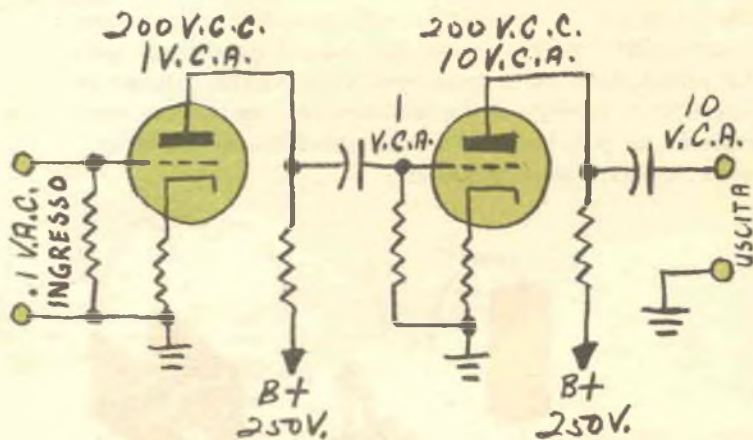 200 V.C.C.
1 V.C.A.
200 V.C.C.
10 V.C.A.
1
V.C.A.
10
V.C.A.
.1 V.A.C.
INGRESSO
USCITA
B+
250V.
B+
250V.